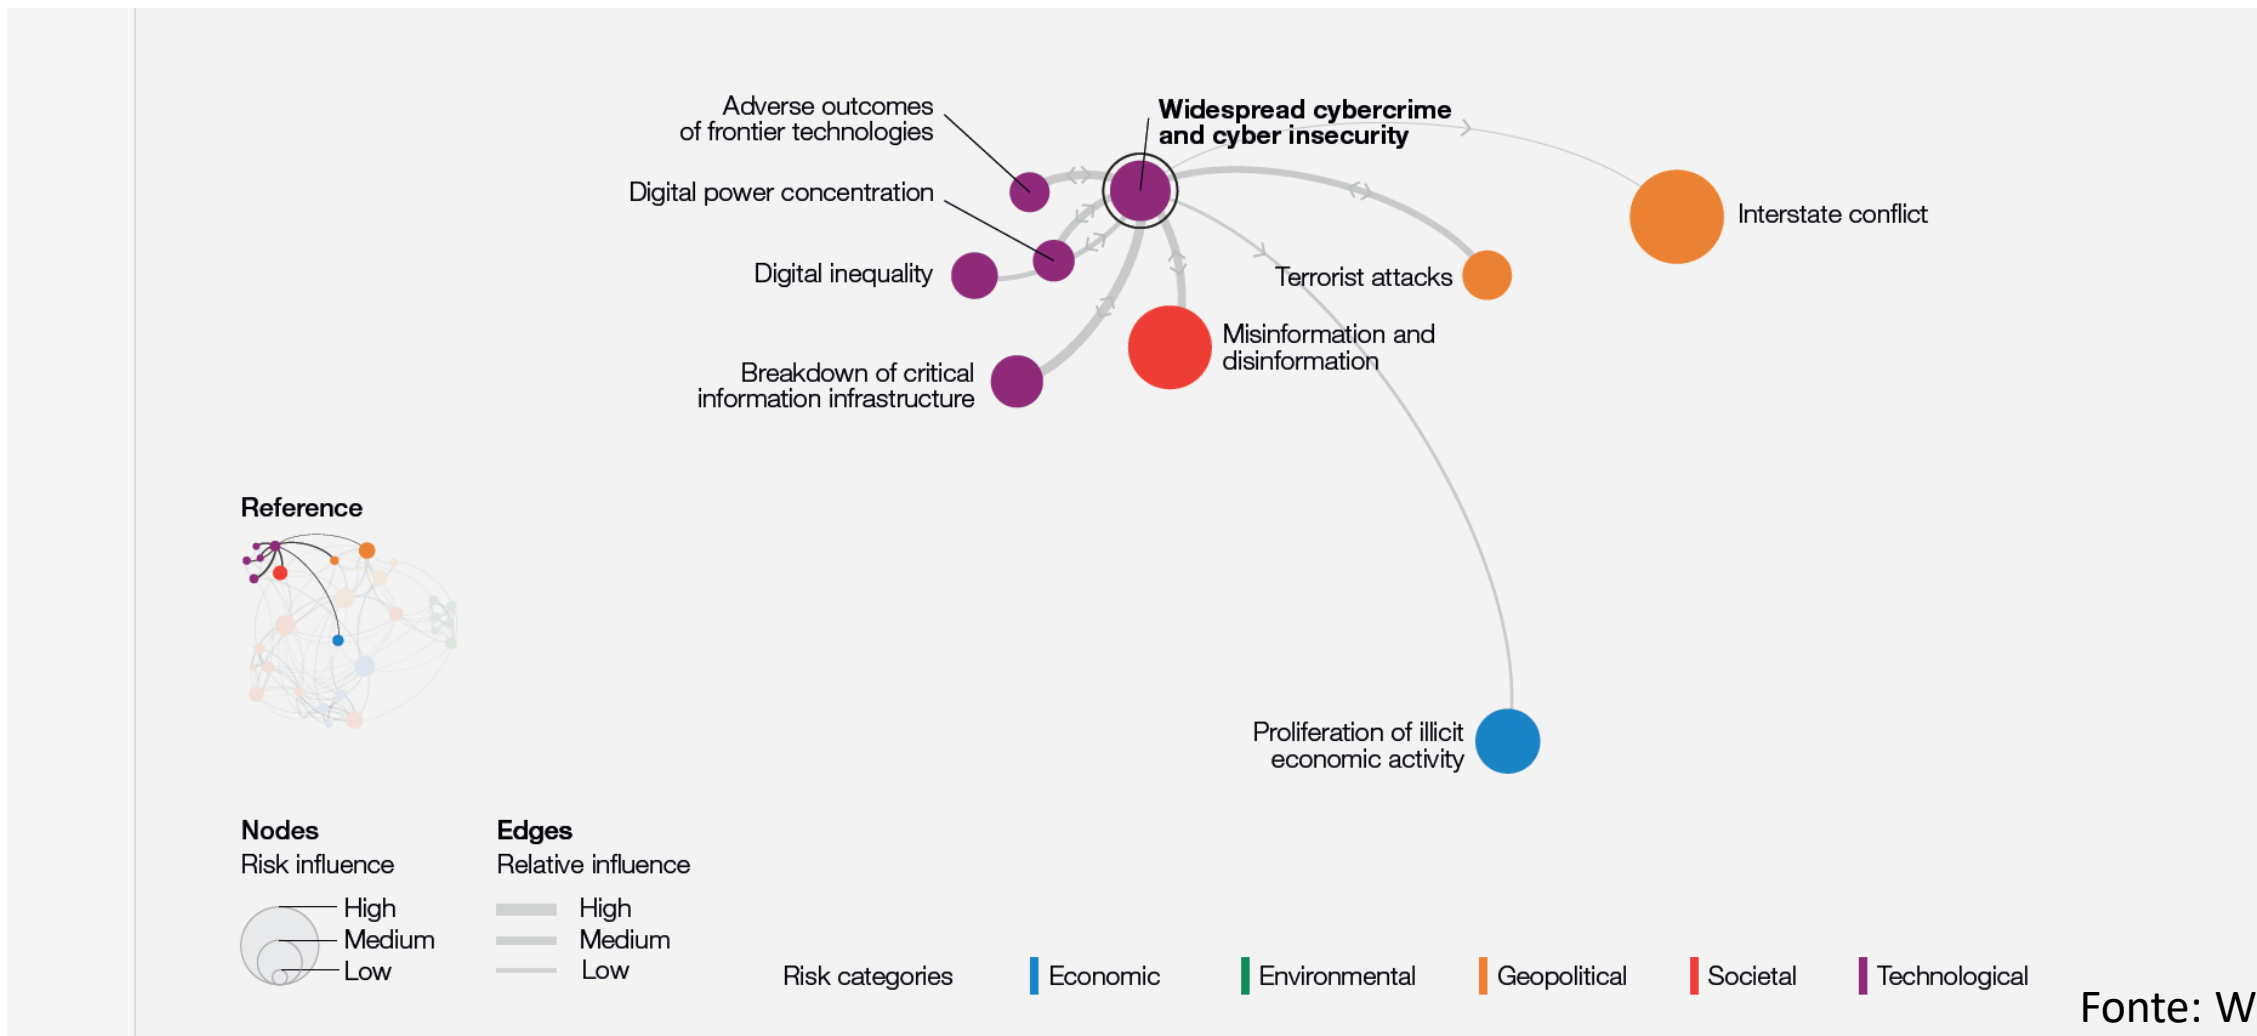 Adverse outcomes
of frontier technologies
Widespread cybercrime
and cyber insecurity
Digital power concentration
Interstate conflict
Digital inequality
Terrorist attacks
Misinformation and
disinformation
Breakdown of critical
information infrastructure
Reference
Proliferation of illicit
economic activity
Nodes
Risk influence
High
Medium
Low
Edges
Relative influence
High
Medium
Low
Risk categories
Economic
Environmental
Geopolitical
Societal
Technological
Fonte: W